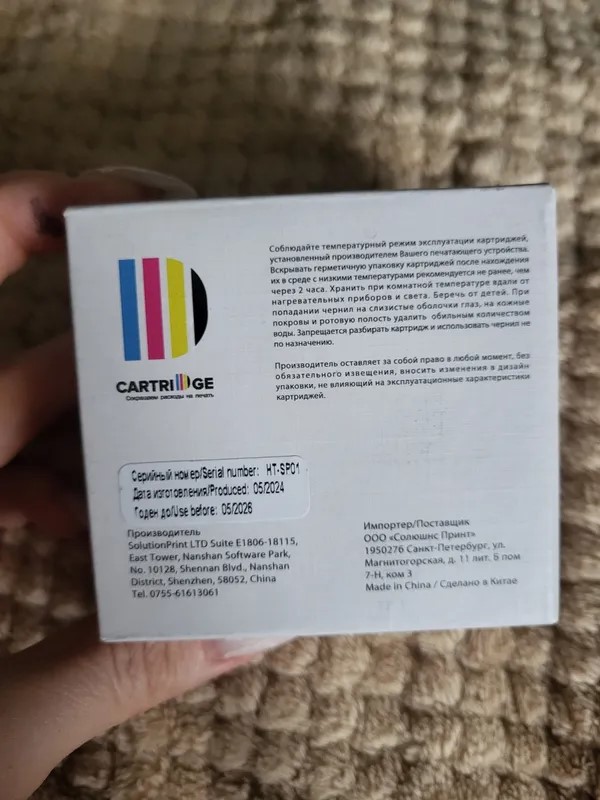 Соблюдайте температурный режим эксплуатации картриджей,
установленный производителем Вашего печатающего устройства.
Вскрывать герметичную упаковку картриджей после нахождения
их в среде с низкими температурами рекомендуется не ранее, чем
через 2 часа. Хранить при комнатной температуре вдали от
нагревательных приборов и света. Беречь от детей. При
попадании чернил на слизистые оболочки глаз, на кожные
покровы и ротовую полость удалить обильным количеством
воды. Запрещается разбирать картридж и использовать чернил не
по назначению.
Производитель оставляет за собой право в любой момент, без
обязательного извещения, вносить изменения в дизайн
упаковки, не влияющий на эксплуатационные характеристики
картриджей.
CARTRIDGE
Сокращаем расходы на печать
Серийный номер/Serial number: HT-SP01
Дата изготовления/Produced: 05/2024
Годен до/Use before: 05/2026
Производитель
SolutionPrint LTD Suite E1806-18115,
East Tower, Nanshan Software Park,
No. 10128, Shennan Blvd., Nanshan
District, Shenzhen, 58052, China
Tel. 0755-61613061
Импортер/Поставщик
ООО «Солюшнс Принт»
1950276 Санкт-Петербург, ул.
Магнитогорская, д. 11 лит. Б пом
7-Н, ком 3
Made in China / Сделано в Китае